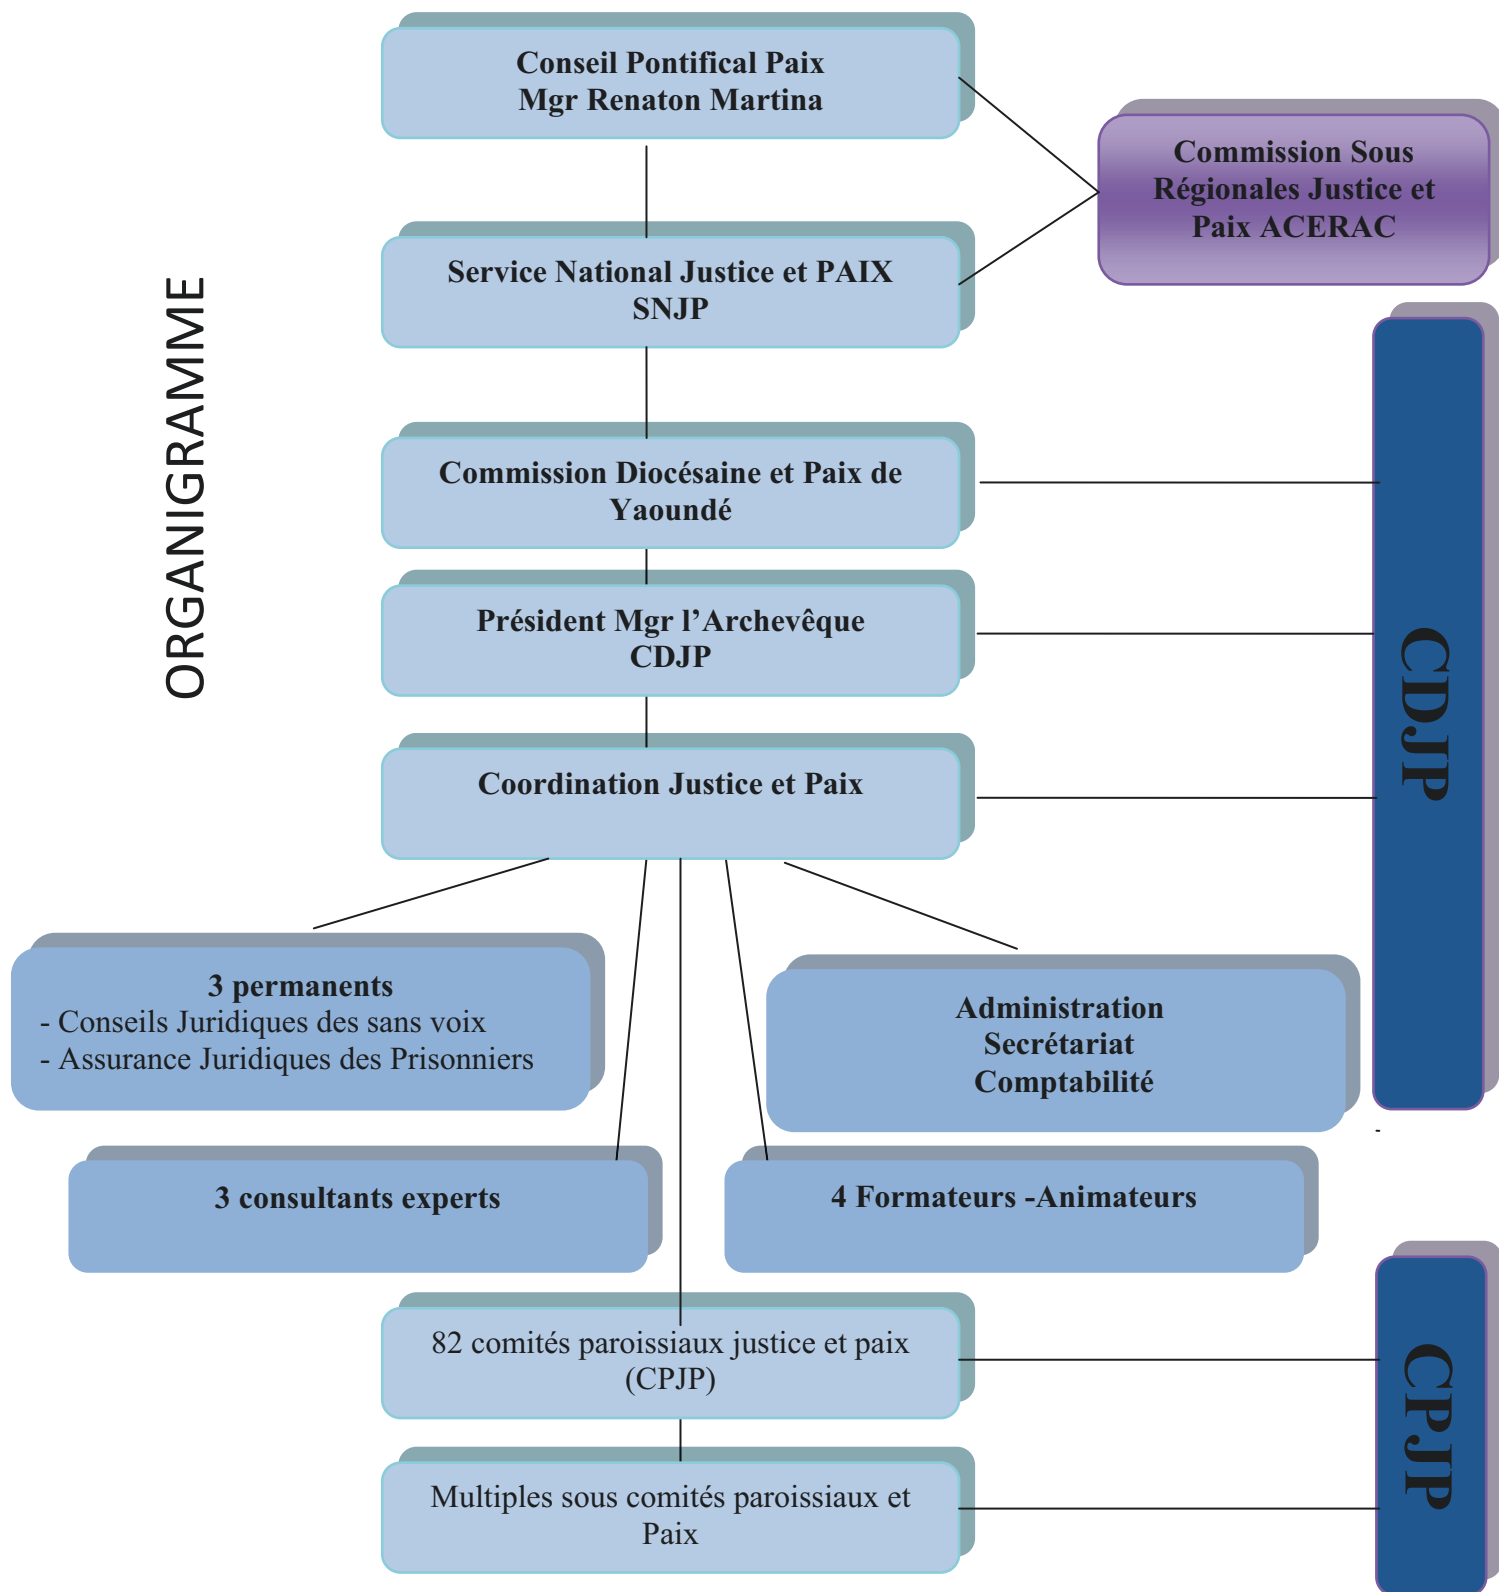 ORGANIGRAMME
Conseil Pontifical Paix
Mgr Renaton Martina
Commission Sous
Régionales Justice et
Paix ACERAC
Service National Justice et PAIX
SNJP
Commission Diocésaine et Paix de
Yaoundé
Président Mgr l’Archevêque
CDJP
Coordination Justice et Paix
CDJP
3 permanents
- Conseils Juridiques des sans voix
- Assurance Juridiques des Prisonniers
Administration
Secrétariat
Comptabilité
-
3 consultants experts
4 Formateurs -Animateurs
82 comités paroissiaux justice et paix
(CPJP)
Multiples sous comités paroissiaux et
Paix
CPJP